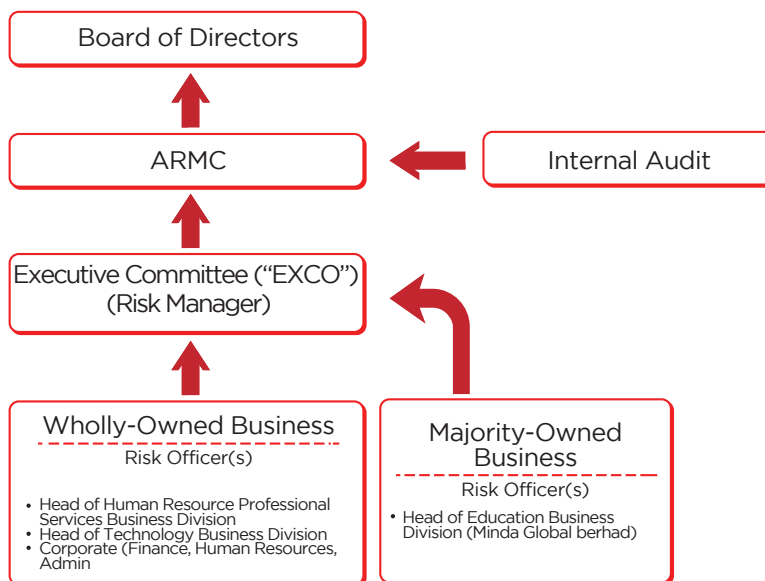 Board of Directors
ARMC
Internal Audit
Executive Committee (“EXCO”)
(Risk Manager)
Wholly-Owned Business
Risk Officer(s)
• Head of Human Resource Professional
Services Business Division
• Head of Technology Business Division
• Corporate (Finance, Human Resources,
Admin
Majority-Owned
Business
Risk Officer(s)
• Head of Education Business
Division (Minda Global berhad)